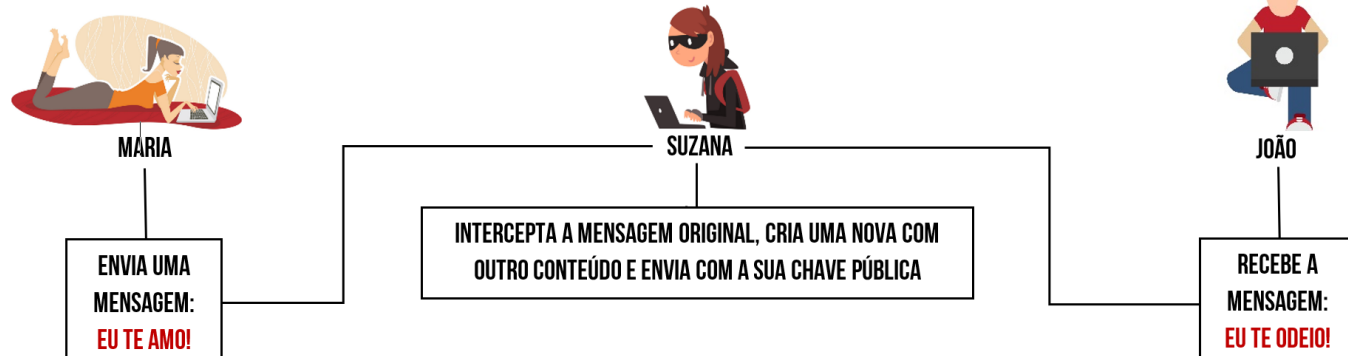 MARIA
SUZANA
JOÃO
ENVIA UMA
MENSAGEM:
EU TE AMO!
INTERCEPTA A MENSAGEM ORIGINAL, CRIA UMA NOVA COM
OUTRO CONTEÚDO E ENVIA COM A SUA CHAVE PÚBLICA
RECEBE A
MENSAGEM:
EU TE ODEIO!